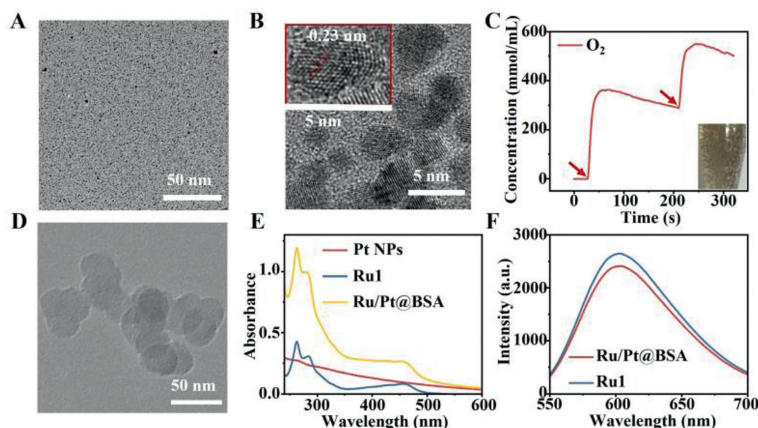 A
50 nm
B
0.23 nm
5 nm
5 nm
C
Concentration (mmol/mL)
600
400
200
0
O₂
0
100
200
300
Time (s)
D
50 nm
E
Absorbance
1.0
0.5
0.0
Pt NPs
Ru1
Ru/Pt@BSA
300
400
500
600
Wavelength (nm)
F
Intensity (a.u.)
3000
2000
1000
0
Ru/Pt@BSA
Ru1
550
600
650
700
Wavelength (nm)